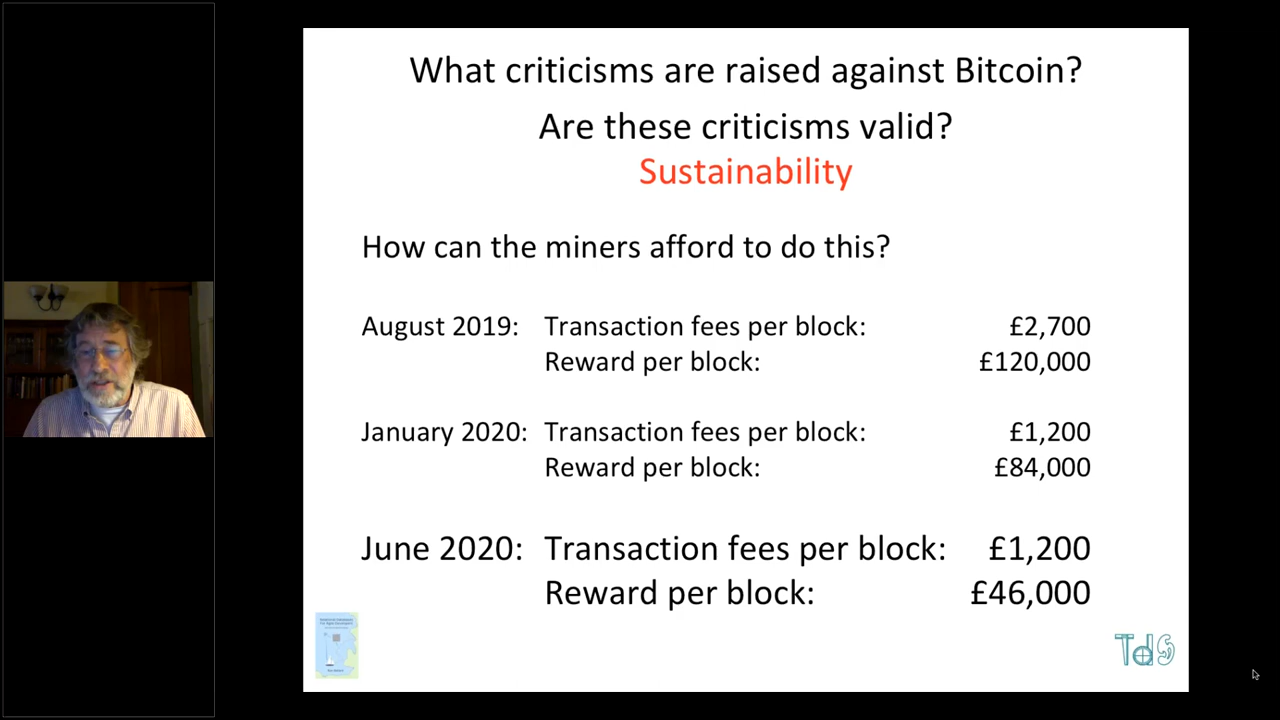 What criticisms are raised against Bitcoin?
Are these criticisms valid?
Sustainability
How can the miners afford to do this?
August 2019: Transaction fees per block: £2,700
Reward per block: £120,000
January 2020: Transaction fees per block: £1,200
Reward per block: £84,000
June 2020: Transaction fees per block: £1,200
Reward per block: £46,000
TdS